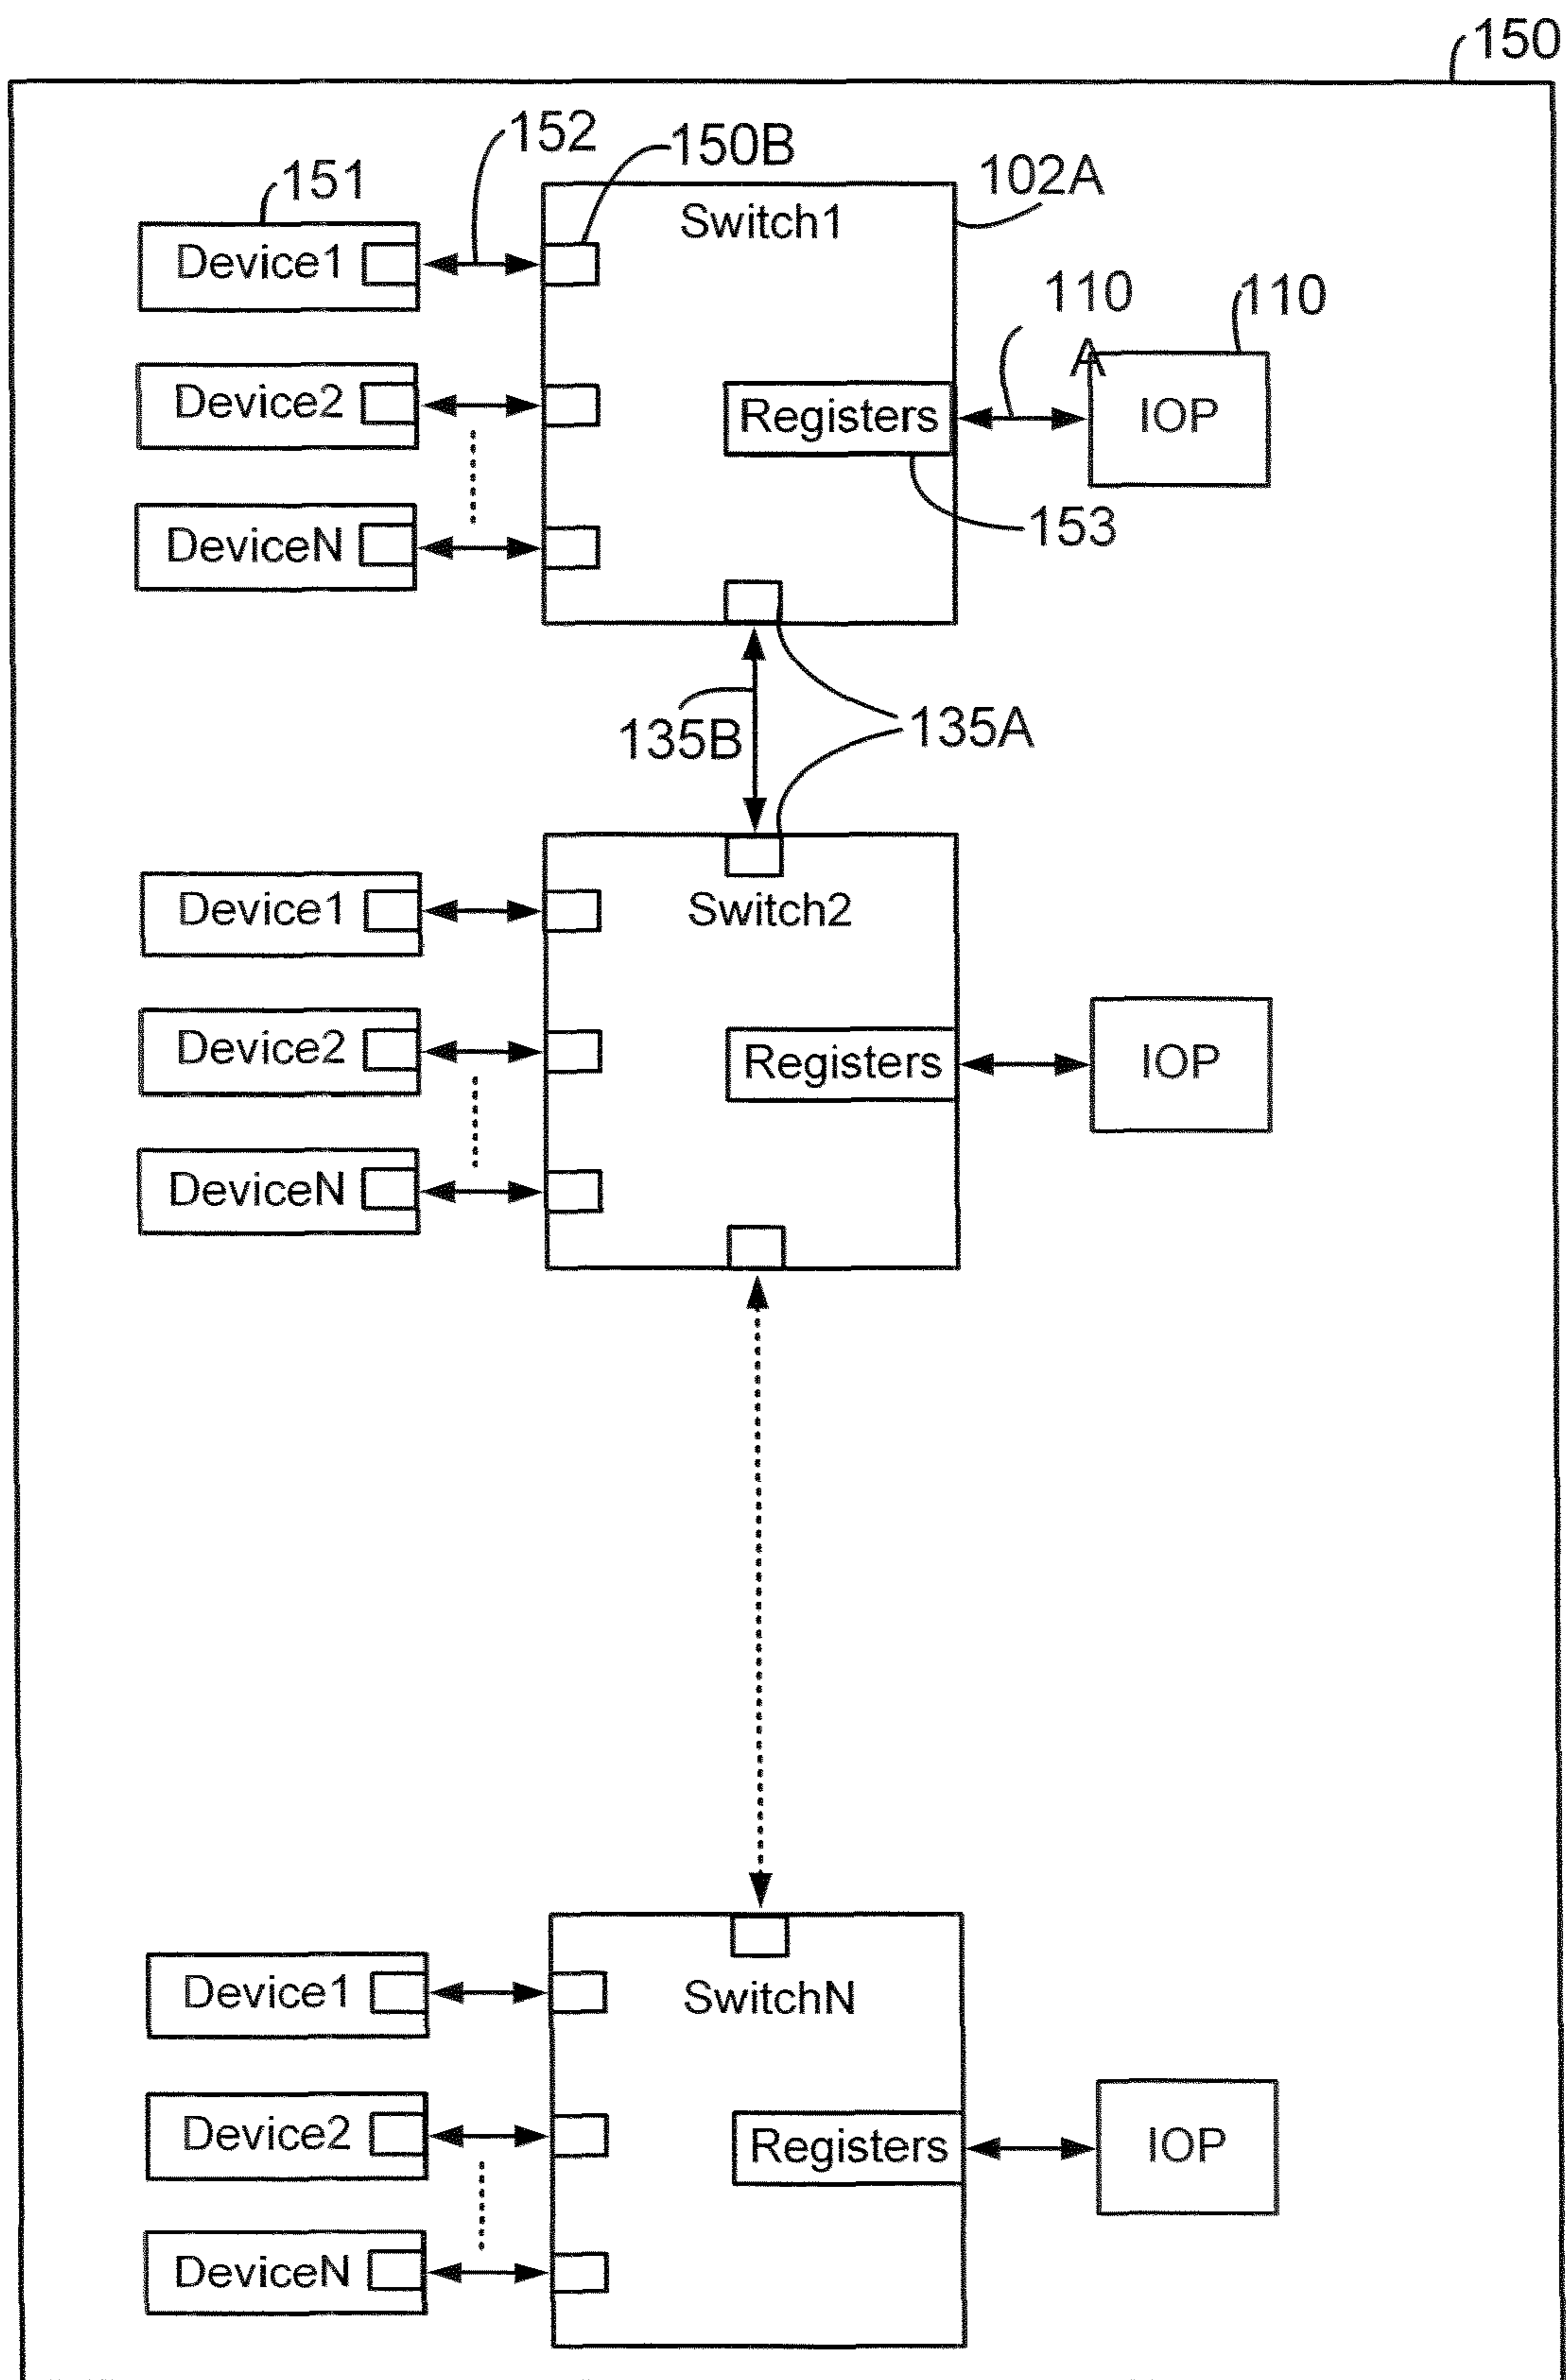 150
152
150B
151
102A
Device1
Switch1
110
A
110
Device2
Registers
IOP
DeviceN
153
135B
135A
Device1
Switch2
Device2
Registers
IOP
DeviceN
Device1
SwitchN
Device2
Registers
IOP
DeviceN